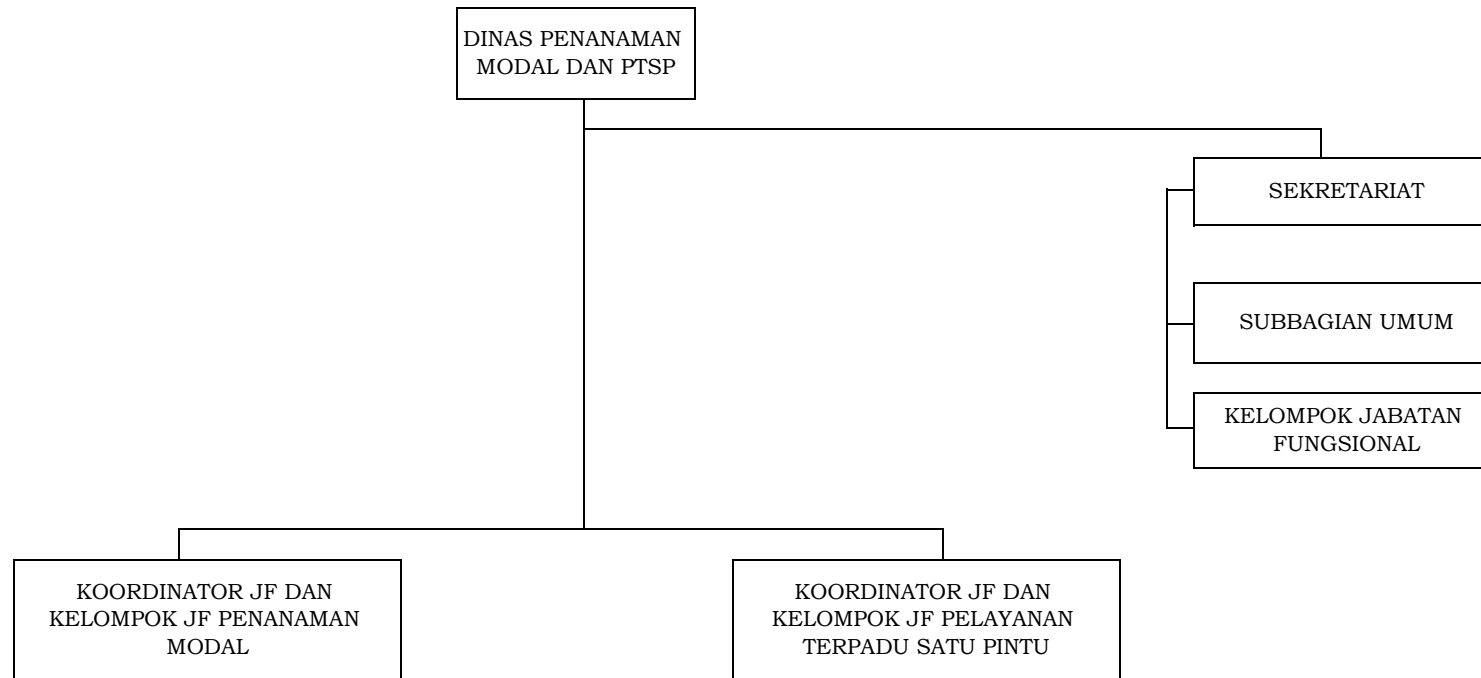 DINAS PENANAMAN
MODAL DAN PTSP
SEKRETARIAT
SUBBAGIAN UMUM
KELOMPOK JABATAN
FUNGSIONAL
KOORDINATOR JF DAN
KELOMPOK JF PENANAMAN
MODAL
KOORDINATOR JF DAN
KELOMPOK JF PELAYANAN
TERPADU SATU PINTU